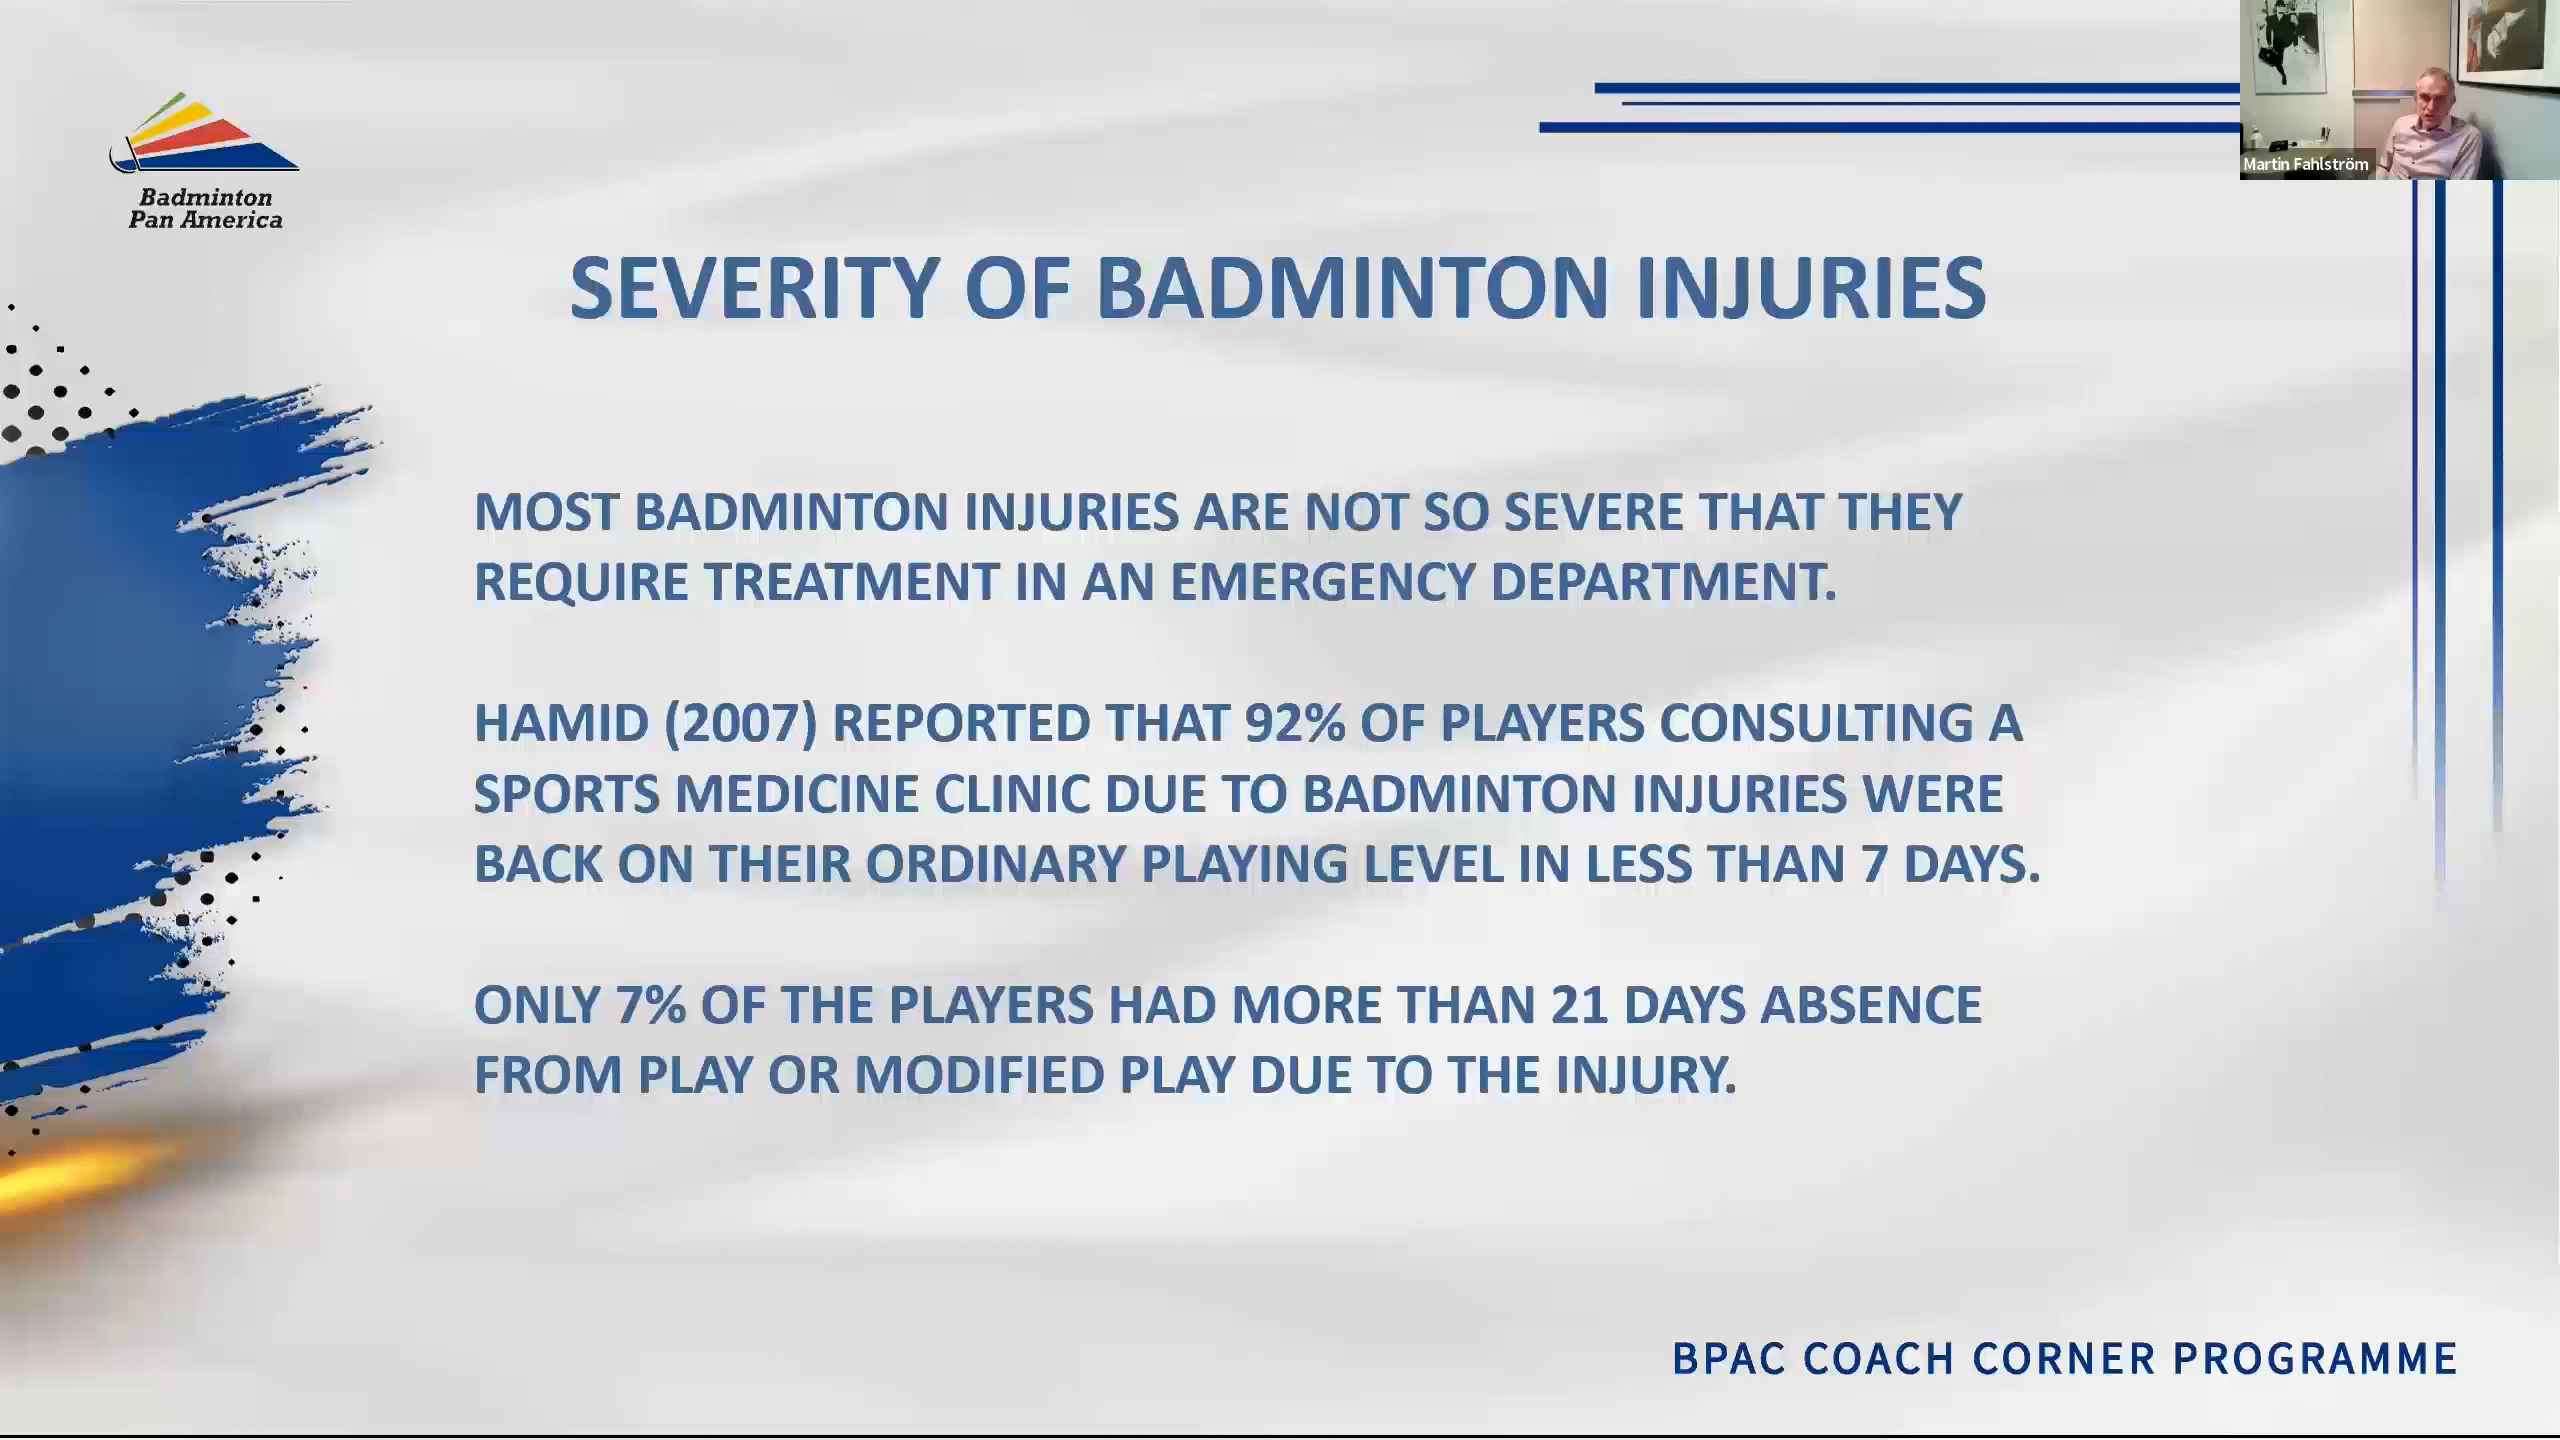 Martin Fahlström
Badminton
Pan America
SEVERITY OF BADMINTON INJURIES
MOST BADMINTON INJURIES ARE NOT SO SEVERE THAT THEY
REQUIRE TREATMENT IN AN EMERGENCY DEPARTMENT.
HAMID (2007) REPORTED THAT 92% OF PLAYERS CONSULTING A
SPORTS MEDICINE CLINIC DUE TO BADMINTON INJURIES WERE
BACK ON THEIR ORDINARY PLAYING LEVEL IN LESS THAN 7 DAYS.
ONLY 7% OF THE PLAYERS HAD MORE THAN 21 DAYS ABSENCE
FROM PLAY OR MODIFIED PLAY DUE TO THE INJURY.
BPAC COACH CORNER PROGRAMME